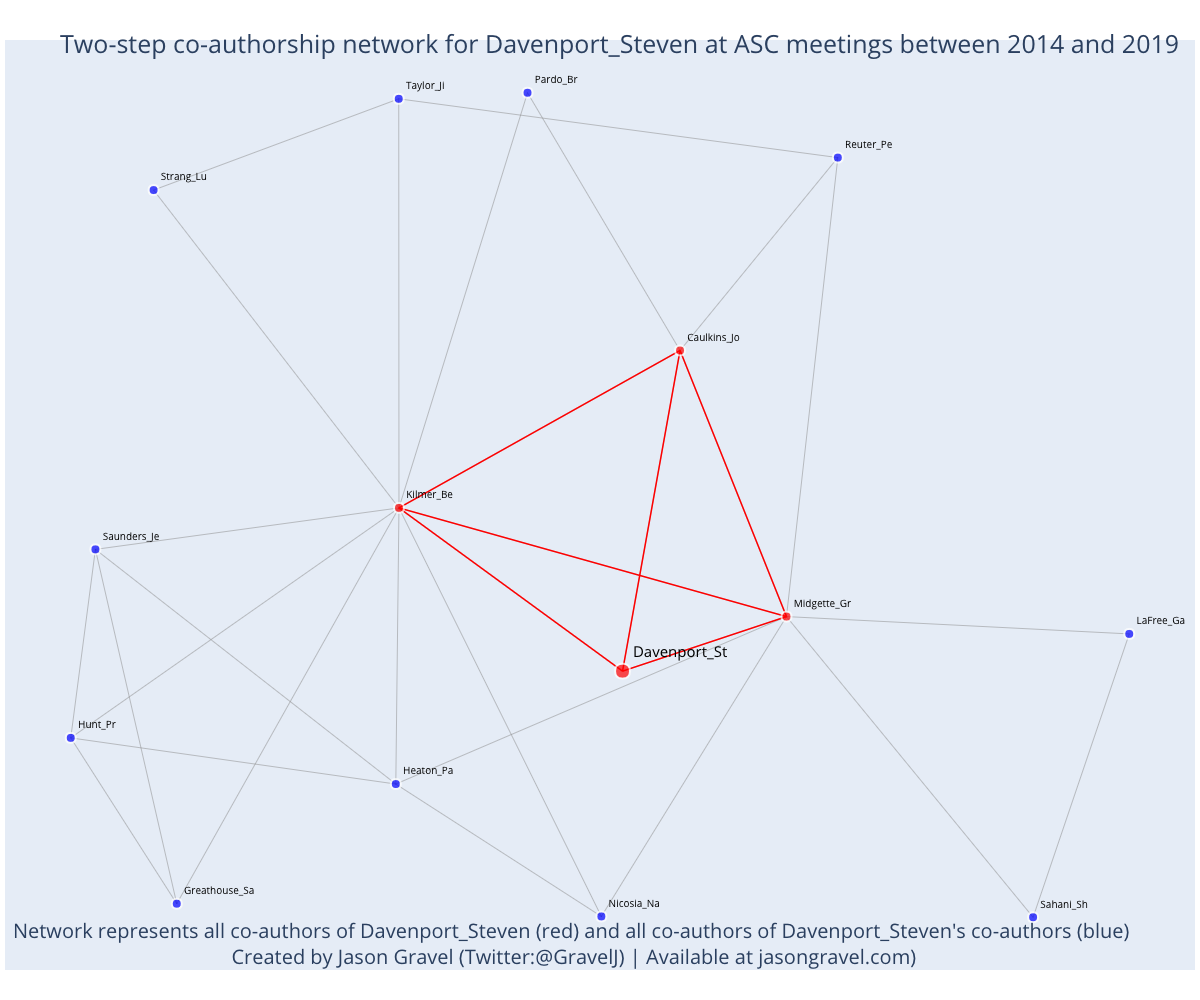 Two-step co-authorship network for Davenport_Steven at ASC meetings between 2014 and 2019
Pardo_Br
Taylor_Ji
Reuter_Pe
Strang_Lu
Caulkins_Jo
Kilmer_Be
Saunders_Je
Midgette_Gr
LaFree_Ga
Davenport_St
Hunt_Pr
Heaton_Pa
Greathouse_Sa
Nicosia_Na
Sahani_Sh
Network represents all co-authors of Davenport_Steven (red) and all co-authors of Davenport_Steven's co-authors (blue)
Created by Jason Gravel (Twitter:@GravelJ) | Available at jasongravel.com)